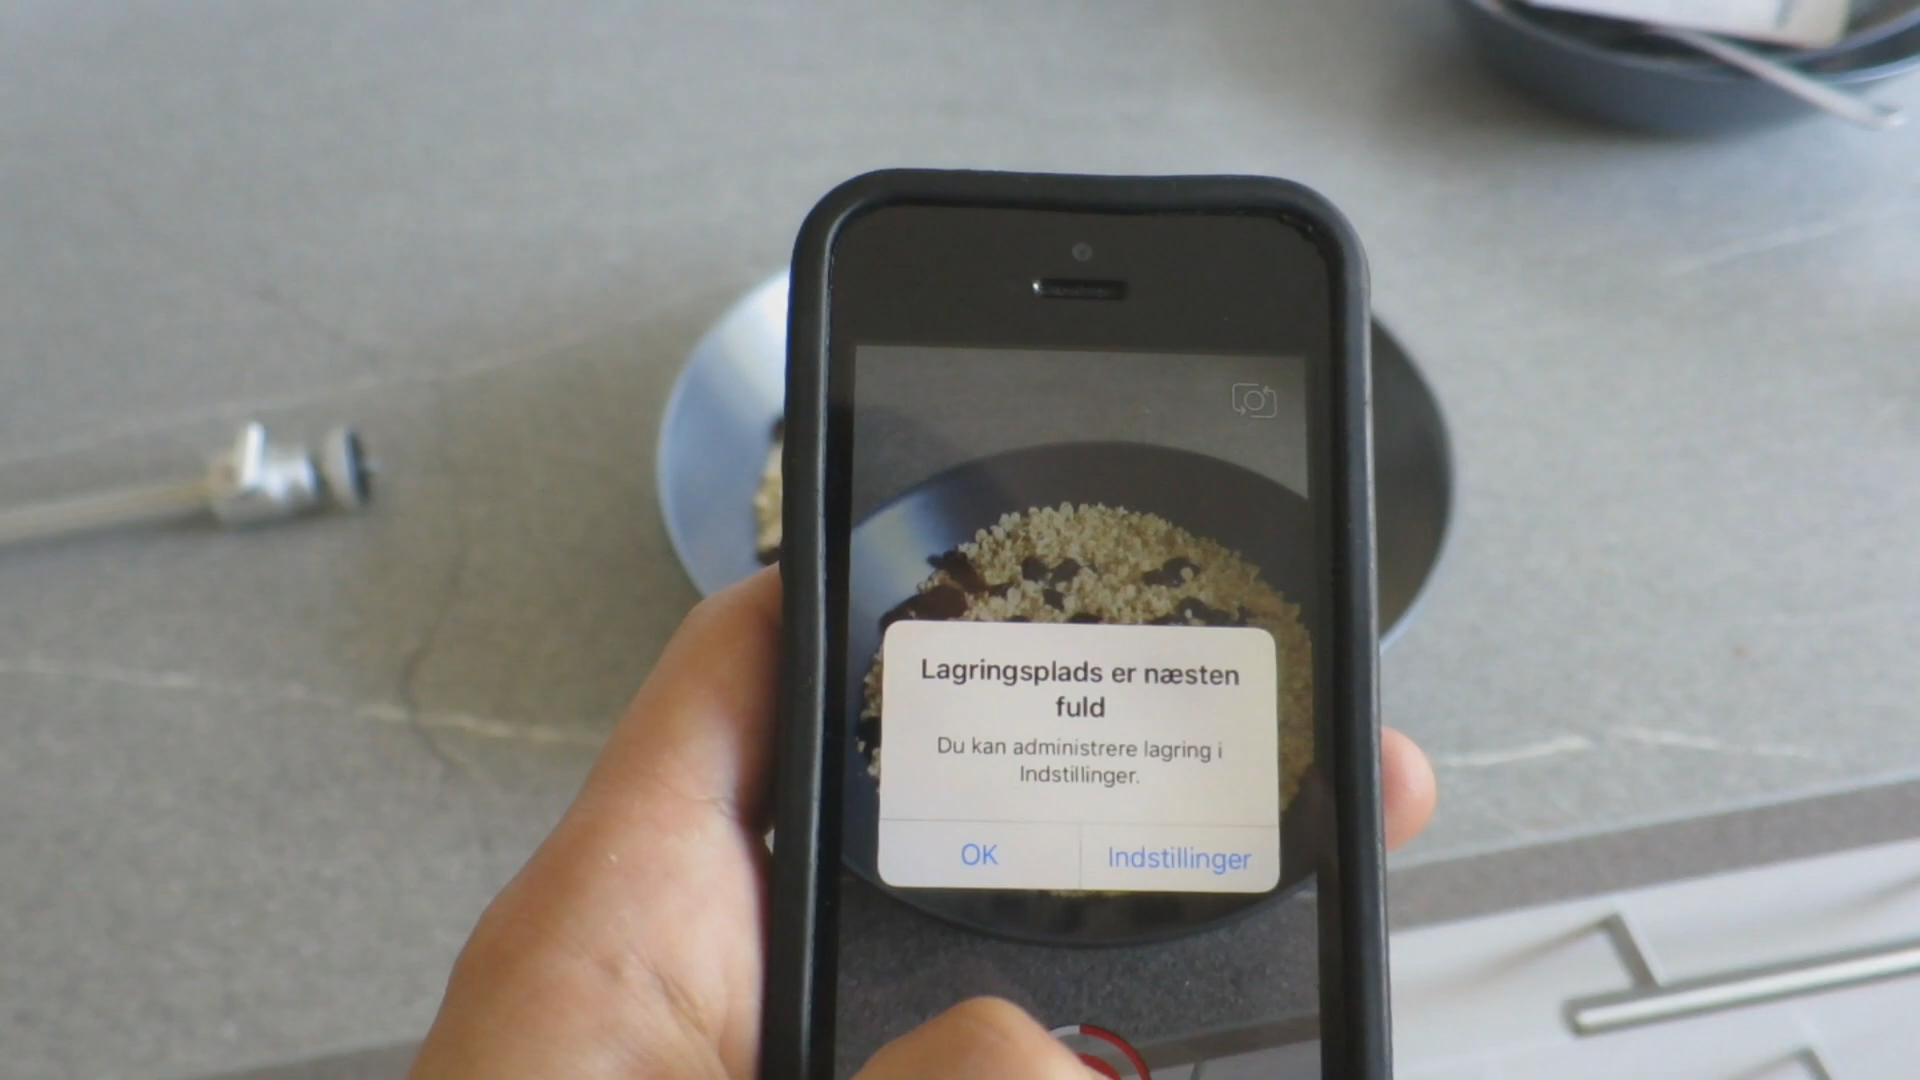 Lagringsplads er næsten
fuld
Du kan administrere lagring i
Indstillinger.
OK
Indstillinger